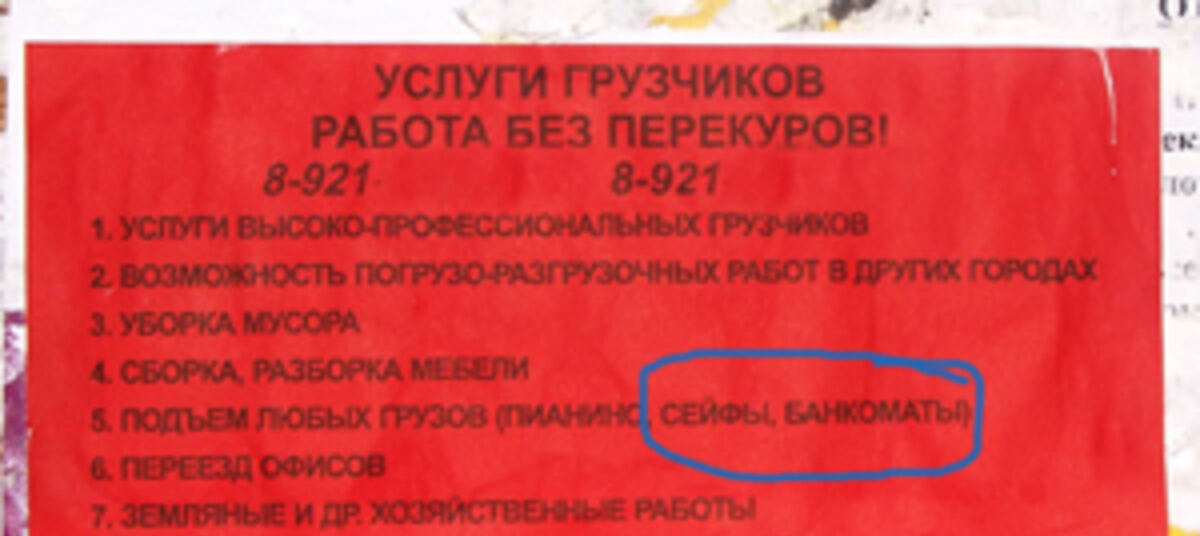 УСЛУГИ ГРУЗЧИКОВ
РАБОТА БЕЗ ПЕРЕКУРОВ!
8-921 8-921
1. УСЛУГИ ВЫСОКО-ПРОФЕССИОНАЛЬНЫХ ГРУЗЧИКОВ
2. ВОЗМОЖНОСТЬ ПОГРУЗО-РАЗГРУЗОЧНЫХ РАБОТ В ДРУГИХ ГОРОДАХ
3. УБОРКА МУСОРА
4. СБОРКА, РАЗБОРКА МЕБЕЛИ
5. ПОДЪЕМ ЛЮБЫХ ГРУЗОВ (ПИАНИНО, СЕЙФЫ, БАНКОМАТЫ)
6. ПЕРЕЕЗД ОФИСОВ
7. ЗЕМЛЯНЫЕ И ДР. ХОЗЯЙСТВЕННЫЕ РАБОТЫ